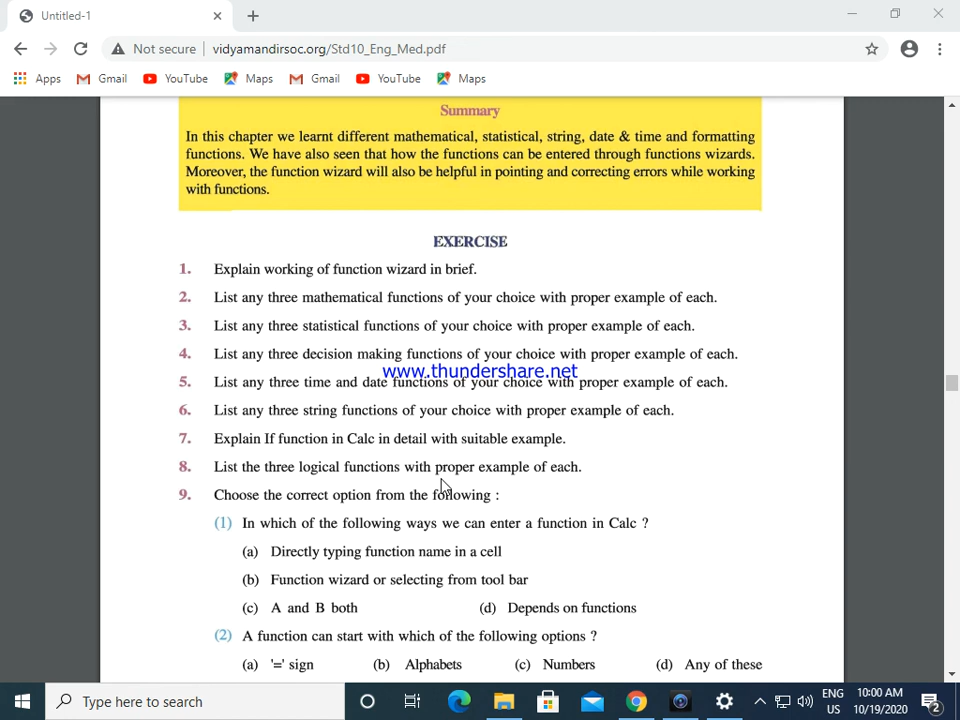 Untitled-1
Not secure vidyamandirsoc.org/Std10_Eng_Med.pdf
Apps Gmail YouTube Maps Gmail YouTube Maps
Summary
In this chapter we learnt different mathematical, statistical, string, date & time and formatting
functions. We have also seen that how the functions can be entered through functions wizards.
Moreover, the function wizard will also be helpful in pointing and correcting errors while working
with functions.
EXERCISE
1. Explain working of function wizard in brief.
2. List any three mathematical functions of your choice with proper example of each.
3. List any three statistical functions of your choice with proper example of each.
4. List any three decision making functions of your choice with proper example of each.
www.thundershare.net
5. List any three time and date functions of your choice with proper example of each.
6. List any three string functions of your choice with proper example of each.
7. Explain If function in Calc in detail with suitable example.
8. List the three logical functions with proper example of each.
9. Choose the correct option from the following :
(1) In which of the following ways we can enter a function in Calc ?
(a) Directly typing function name in a cell
(b) Function wizard or selecting from tool bar
(c) A and B both (d) Depends on functions
(2) A function can start with which of the following options ?
(a) '=' sign (b) Alphabets (c) Numbers (d) Any of these
Type here to search
ENG 10:00 AM
US 10/19/2020 2